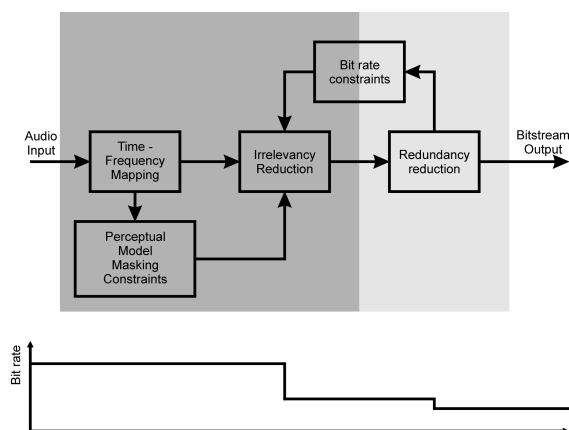 Bit rate
constraints
Audio
Input
Time -
Frequency
Mapping
Irrelevancy
Reduction
Redundancy
reduction
Bitstream
Output
Perceptual
Model
Masking
Constraints
Bit rate